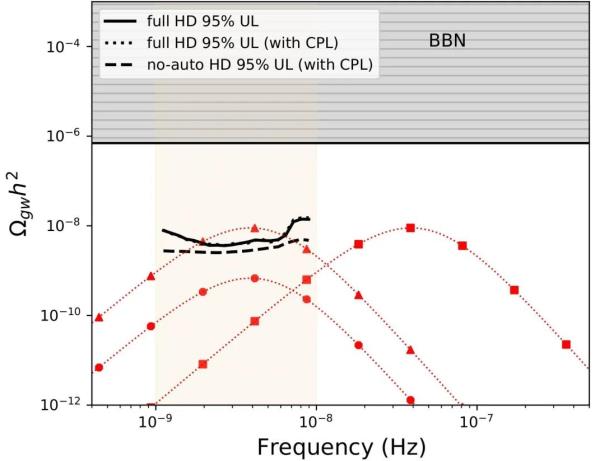 full HD 95% UL
full HD 95% UL (with CPL)
no-auto HD 95% UL (with CPL)
BBN
10⁻⁴
10⁻⁶
10⁻⁸
10⁻¹⁰
10⁻¹²
Ω_gw h²
10⁻⁹
10⁻⁸
10⁻⁷
Frequency (Hz)